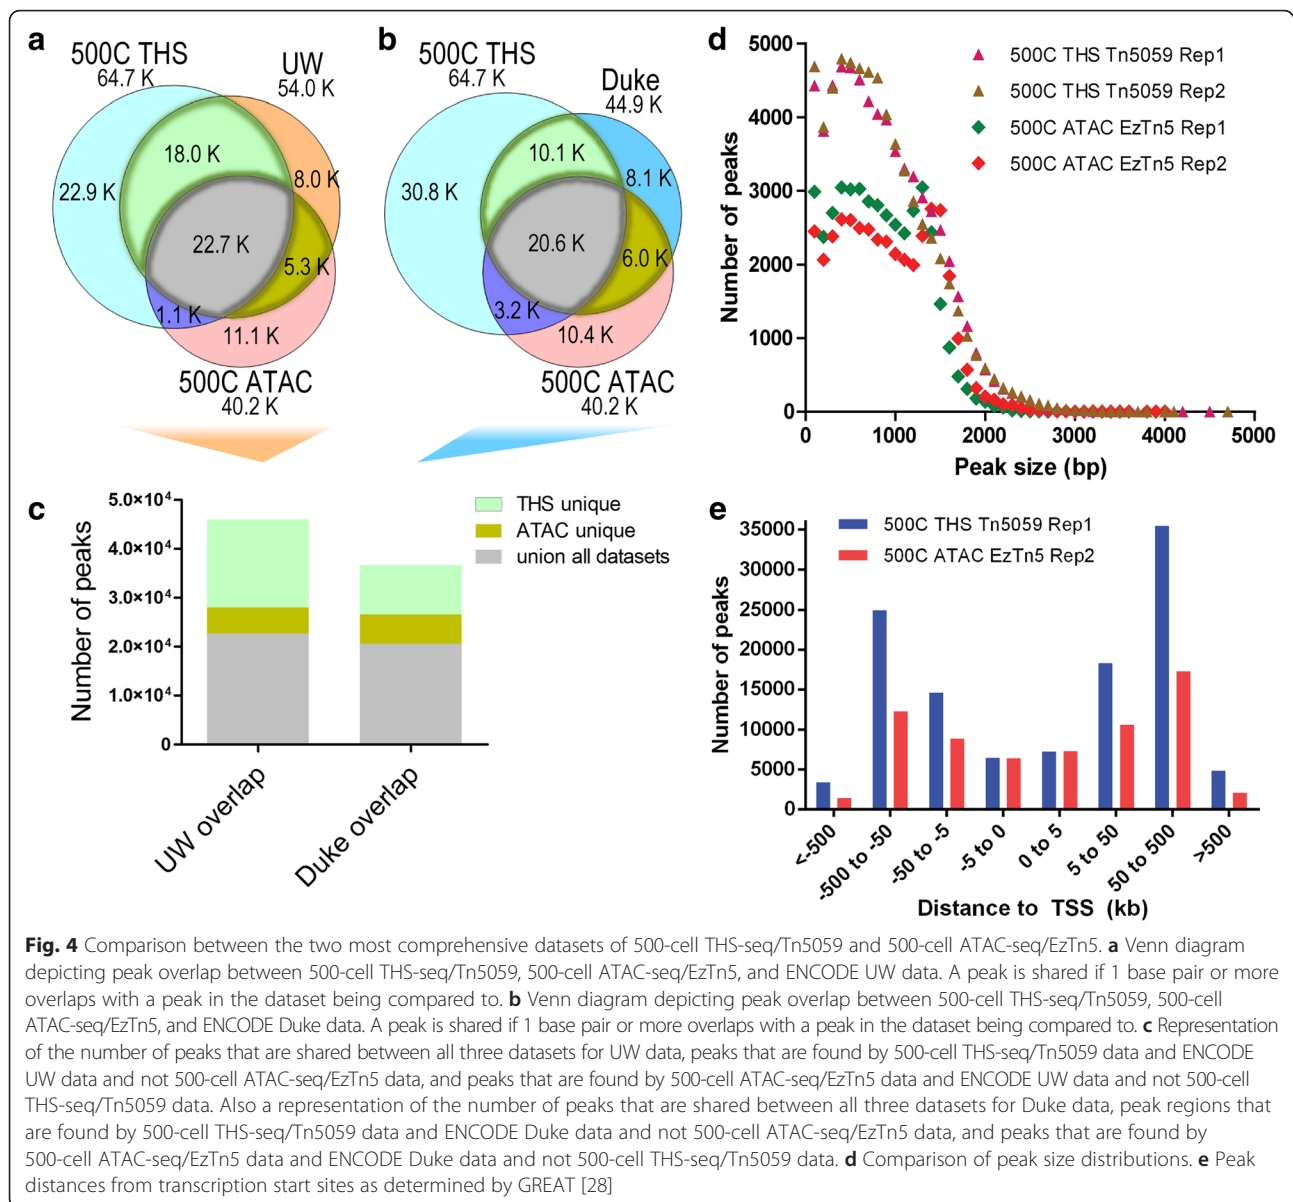 a
500C THS
64.7 K
UW
54.0 K
18.0 K
22.9 K
8.0 K
22.7 K
5.3 K
1.1 K
11.1 K
500C ATAC
40.2 K
b
500C THS
64.7 K
Duke
44.9 K
10.1 K
30.8 K
8.1 K
20.6 K
6.0 K
3.2 K
10.4 K
500C ATAC
40.2 K
c
Number of peaks
5.0×10⁴
4.0×10⁴
3.0×10⁴
2.0×10⁴
1.0×10⁴
0
UW overlap
Duke overlap
THS unique
ATAC unique
union all datasets
d
Number of peaks
5000
4000
3000
2000
1000
0
0
1000
2000
3000
4000
5000
Peak size (bp)
500C THS Tn5059 Rep1
500C THS Tn5059 Rep2
500C ATAC EzTn5 Rep1
500C ATAC EzTn5 Rep2
e
Number of peaks
35000
30000
25000
20000
15000
10000
5000
0
500C THS Tn5059 Rep1
500C ATAC EzTn5 Rep2
<-500
-500 to -50
-50 to -5
-5 to 0
0 to 5
5 to 50
50 to 500
>500
Distance to TSS (kb)
Fig. 4 Comparison between the two most comprehensive datasets of 500-cell THS-seq/Tn5059 and 500-cell ATAC-seq/EzTn5. a Venn diagram
depicting peak overlap between 500-cell THS-seq/Tn5059, 500-cell ATAC-seq/EzTn5, and ENCODE UW data. A peak is shared if 1 base pair or more
overlaps with a peak in the dataset being compared to. b Venn diagram depicting peak overlap between 500-cell THS-seq/Tn5059, 500-cell
ATAC-seq/EzTn5, and ENCODE Duke data. A peak is shared if 1 base pair or more overlaps with a peak in the dataset being compared to. c Representation
of the number of peaks that are shared between all three datasets for UW data, peaks that are found by 500-cell THS-seq/Tn5059 data and ENCODE
UW data and not 500-cell ATAC-seq/EzTn5 data, and peaks that are found by 500-cell ATAC-seq/EzTn5 data and ENCODE UW data and not 500-cell
THS-seq/Tn5059 data. Also a representation of the number of peaks that are shared between all three datasets for Duke data, peak regions that
are found by 500-cell THS-seq/Tn5059 data and ENCODE Duke data and not 500-cell ATAC-seq/EzTn5 data, and peaks that are found by
500-cell ATAC-seq/EzTn5 data and ENCODE Duke data and not 500-cell THS-seq/Tn5059 data. d Comparison of peak size distributions. e Peak
distances from transcription start sites as determined by GREAT [28]